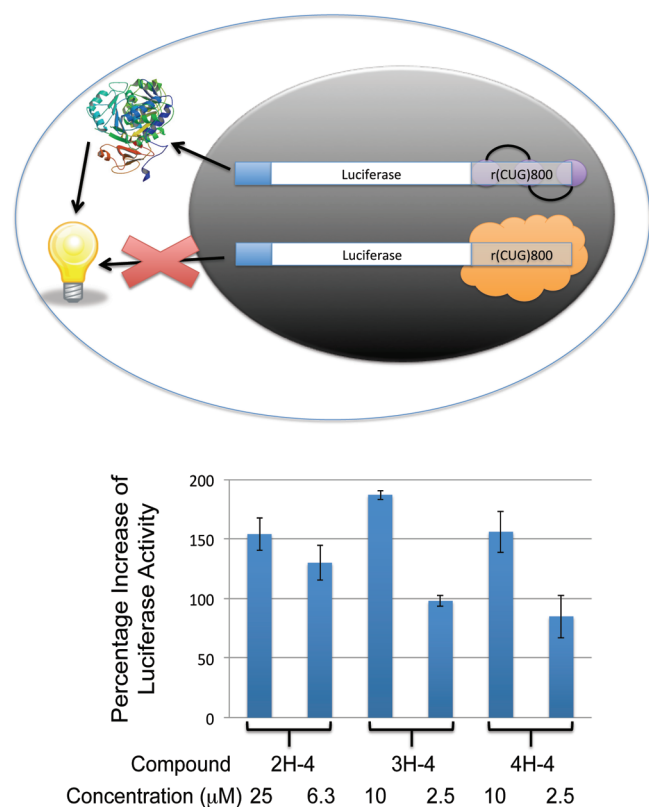 Luciferase r(CUG)800
Luciferase r(CUG)800
Percentage Increase of
Luciferase Activity
200
150
100
50
0
Compound 2H-4 3H-4 4H-4
Concentration (μM) 25 6.3 10 2.5 10 2.5